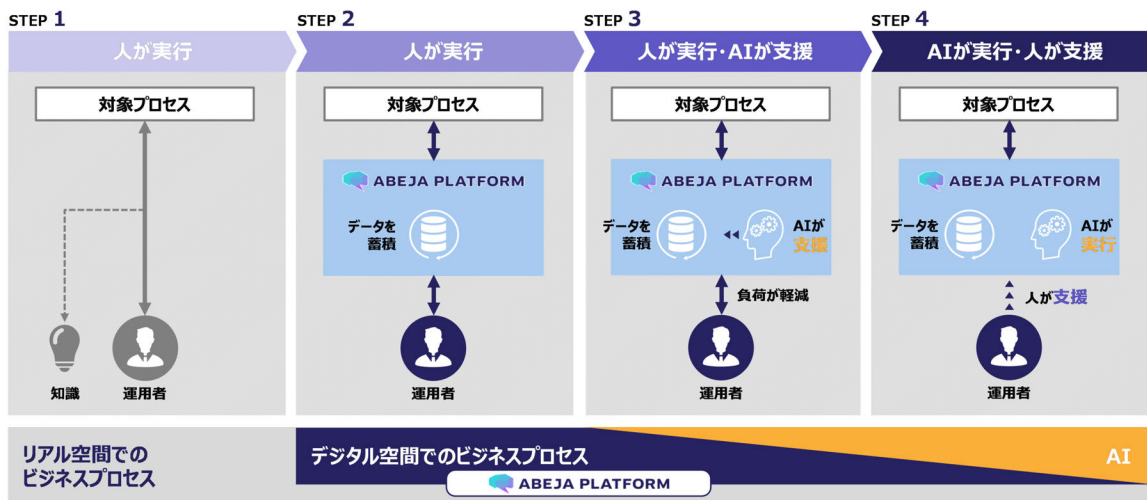 STEP 1
人が実行
対象プロセス
知識
運用者
STEP 2
人が実行
対象プロセス
ABEJA PLATFORM
データを
蓄積
運用者
STEP 3
人が実行・AIが支援
対象プロセス
ABEJA PLATFORM
データを
蓄積
AIが
支援
負荷が軽減
運用者
STEP 4
AIが実行・人が支援
対象プロセス
ABEJA PLATFORM
データを
蓄積
AIが
実行
人が支援
運用者
リアル空間での
ビジネスプロセス
デジタル空間でのビジネスプロセス
AI
ABEJA PLATFORM